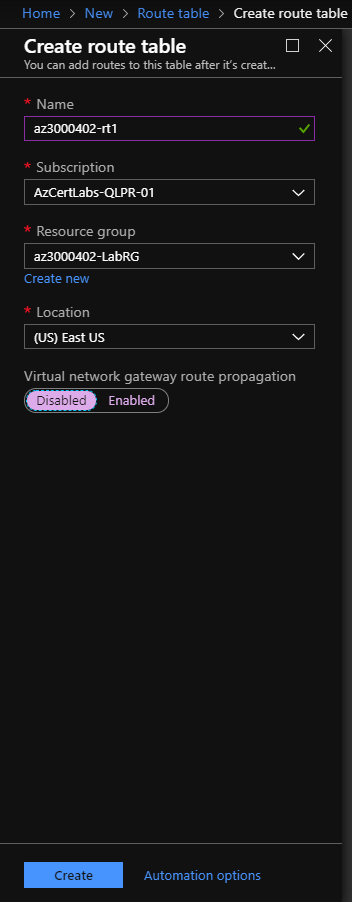 Home > New > Route table > Create route table
Create route table
You can add routes to this table after it's creat...
* Name
az3000402-rt1
* Subscription
AzCertLabs-QLPR-01
* Resource group
az3000402-LabRG
Create new
* Location
(US) East US
Virtual network gateway route propagation
Disabled Enabled
Create Automation options